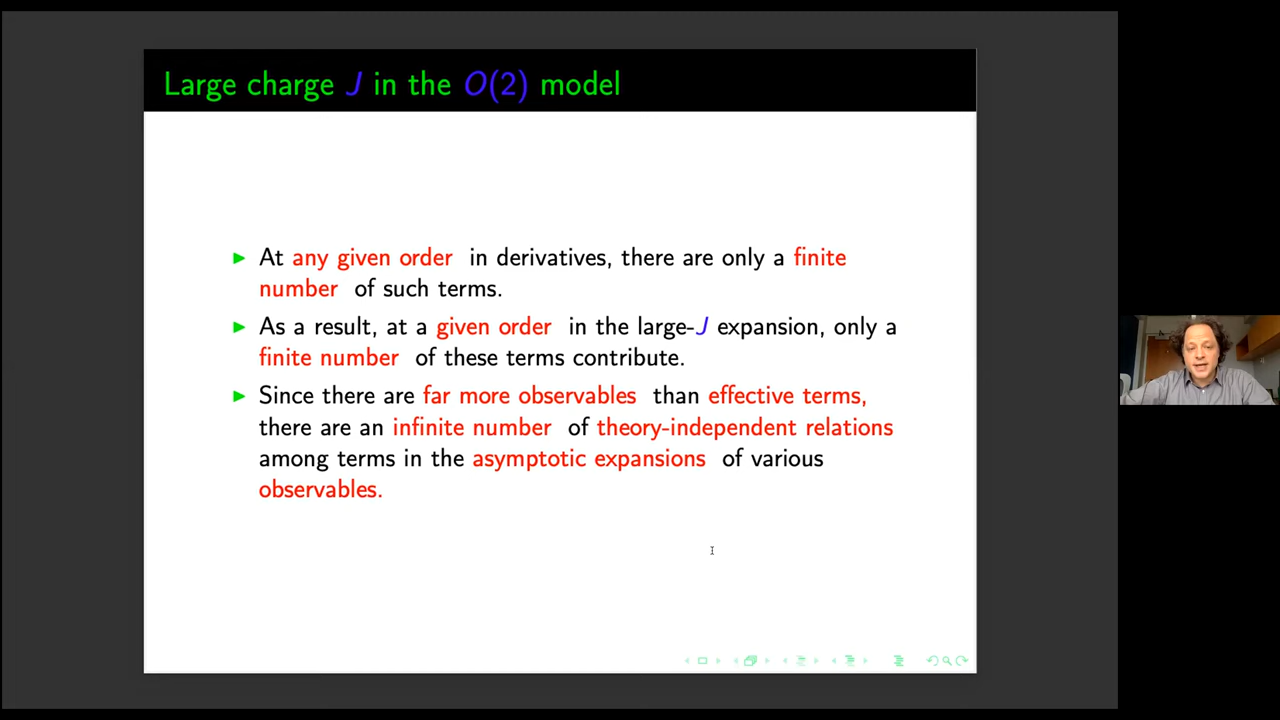 Large charge J in the O(2) model
▶ At any given order in derivatives, there are only a finite
number of such terms.
▶ As a result, at a given order in the large-J expansion, only a
finite number of these terms contribute.
▶ Since there are far more observables than effective terms,
there are an infinite number of theory-independent relations
among terms in the asymptotic expansions of various
observables.